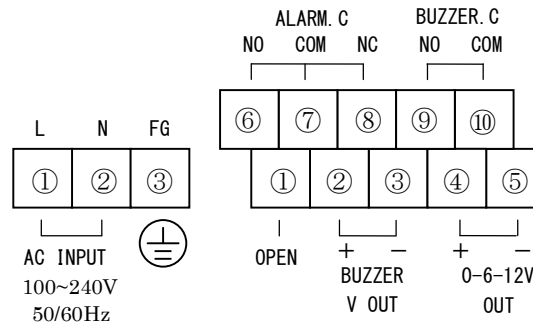 ALARM. C BUZZER. C
NO COM NC NO COM
⑥ ⑦ ⑧ ⑨ ⑩
L N FG
① ② ③
① ② ③ ④ ⑤
AC INPUT
100~240V
50/60Hz
OPEN
+ − + −
BUZZER 0-6-12V
V OUT OUT